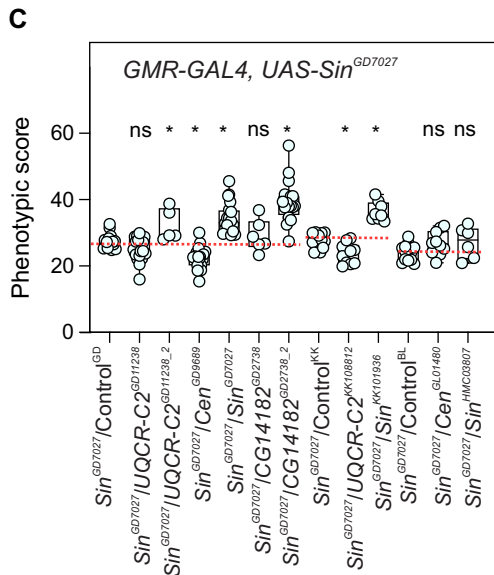 C
GMR-GAL4, UAS-Sin^GD7027
ns * * * ns * * * ns ns
Phenotypic score
60
40
20
0
Sin^GD7027/Control^GD
Sin^GD7027/UQCR-C2^GD11238
Sin^GD7027/UQCR-C2^GD11238_2
Sin^GD7027/Cen^GD9689
Sin^GD7027/Sin^GD7027
Sin^GD7027/CG14182^GD2738
Sin^GD7027/CG14182^GD2738_2
Sin^GD7027/Control^KK
Sin^GD7027/UQCR-C2^KK108812
Sin^GD7027/Sin^KK101936
Sin^GD7027/Control^BL
Sin^GD7027/Cen^GL01480
Sin^GD7027/Sin^HMC03807